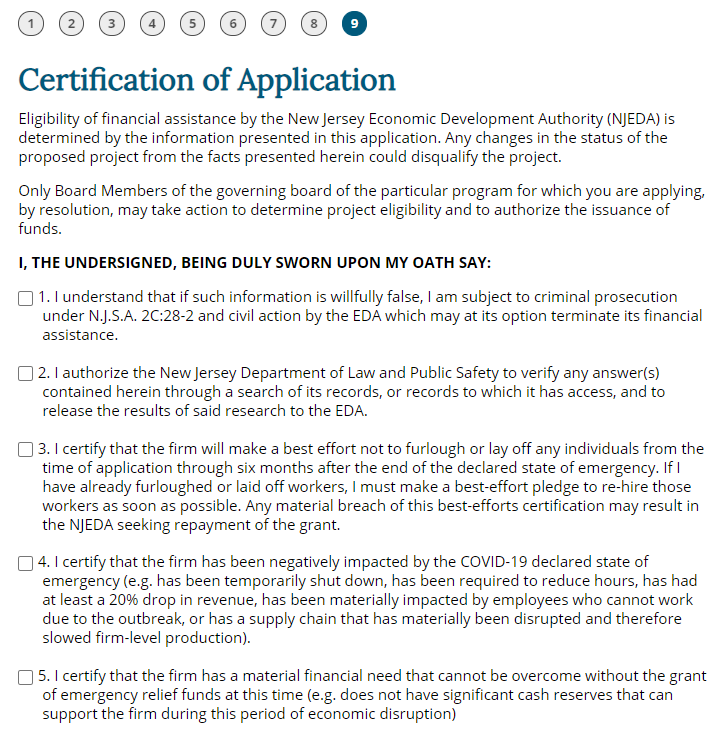 1 2 3 4 5 6 7 8 9
Certification of Application
Eligibility of financial assistance by the New Jersey Economic Development Authority (NJEDA) is
determined by the information presented in this application. Any changes in the status of the
proposed project from the facts presented herein could disqualify the project.
Only Board Members of the governing board of the particular program for which you are applying,
by resolution, may take action to determine project eligibility and to authorize the issuance of
funds.
I, THE UNDERSIGNED, BEING DULY SWORN UPON MY OATH SAY:
1. I understand that if such information is willfully false, I am subject to criminal prosecution
under N.J.S.A. 2C:28-2 and civil action by the EDA which may at its option terminate its financial
assistance.
2. I authorize the New Jersey Department of Law and Public Safety to verify any answer(s)
contained herein through a search of its records, or records to which it has access, and to
release the results of said research to the EDA.
3. I certify that the firm will make a best effort not to furlough or lay off any individuals from the
time of application through six months after the end of the declared state of emergency. If I
have already furloughed or laid off workers, I must make a best-effort pledge to re-hire those
workers as soon as possible. Any material breach of this best-efforts certification may result in
the NJEDA seeking repayment of the grant.
4. I certify that the firm has been negatively impacted by the COVID-19 declared state of
emergency (e.g. has been temporarily shut down, has been required to reduce hours, has had
at least a 20% drop in revenue, has been materially impacted by employees who cannot work
due to the outbreak, or has a supply chain that has materially been disrupted and therefore
slowed firm-level production).
5. I certify that the firm has a material financial need that cannot be overcome without the grant
of emergency relief funds at this time (e.g. does not have significant cash reserves that can
support the firm during this period of economic disruption)